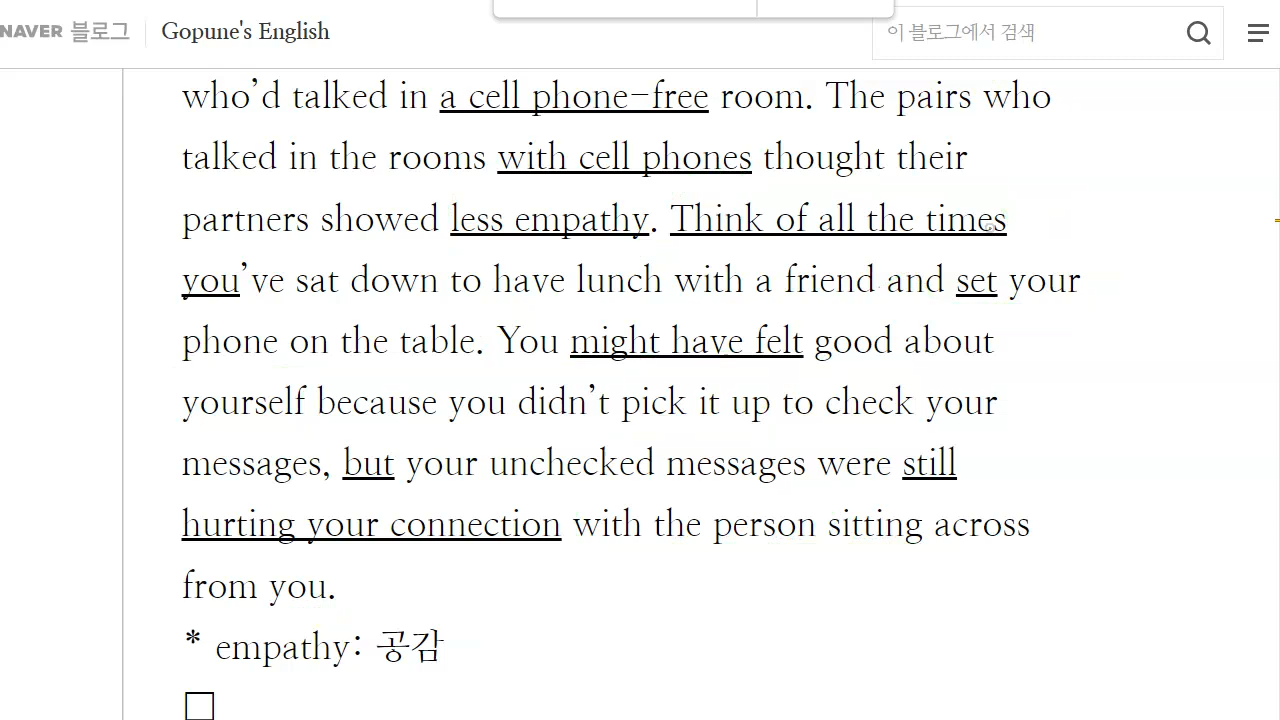 NAVER 블로그 Gopune's English 이 블로그에서 검색
who’d talked in a cell phone-free room. The pairs who
talked in the rooms with cell phones thought their
partners showed less empathy. Think of all the times
you’ve sat down to have lunch with a friend and set your
phone on the table. You might have felt good about
yourself because you didn’t pick it up to check your
messages, but your unchecked messages were still
hurting your connection with the person sitting across
from you.
* empathy: 공감